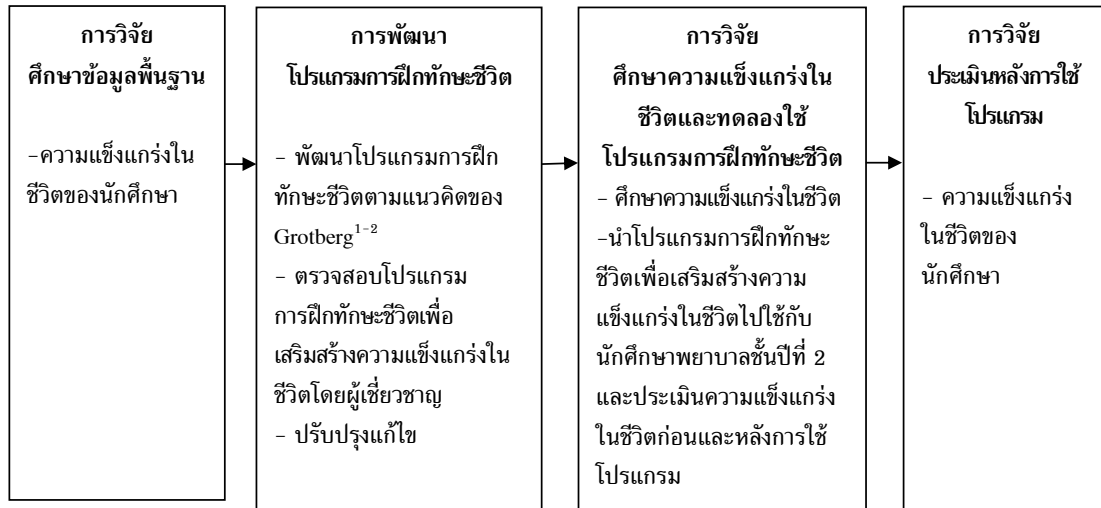 การวิจัย
ศึกษาข้อมูลพื้นฐาน
-ความแข็งแกร่งใน
ชีวิตของนักศึกษา
การพัฒนา
โปรแกรมการฝึกทักษะชีวิต
- พัฒนาโปรแกรมการฝึก
ทักษะชีวิตตามแนวคิดของ
Grotberg1-2
- ตรวจสอบโปรแกรม
การฝึกทักษะชีวิตเพื่อ
เสริมสร้างความแข็งแกร่งใน
ชีวิตโดยผู้เชี่ยวชาญ
- ปรับปรุงแก้ไข
การวิจัย
ศึกษาความแข็งแกร่งใน
ชีวิตและทดลองใช้
โปรแกรมการฝึกทักษะชีวิต
- ศึกษาความแข็งแกร่งในชีวิต
-นำโปรแกรมการฝึกทักษะ
ชีวิตเพื่อเสริมสร้างความ
แข็งแกร่งในชีวิตไปใช้กับ
นักศึกษาพยาบาลชั้นปีที่ 2
และประเมินความแข็งแกร่ง
ในชีวิตก่อนและหลังการใช้
โปรแกรม
การวิจัย
ประเมินหลังการใช้
โปรแกรม
- ความแข็งแกร่ง
ในชีวิตของ
นักศึกษา